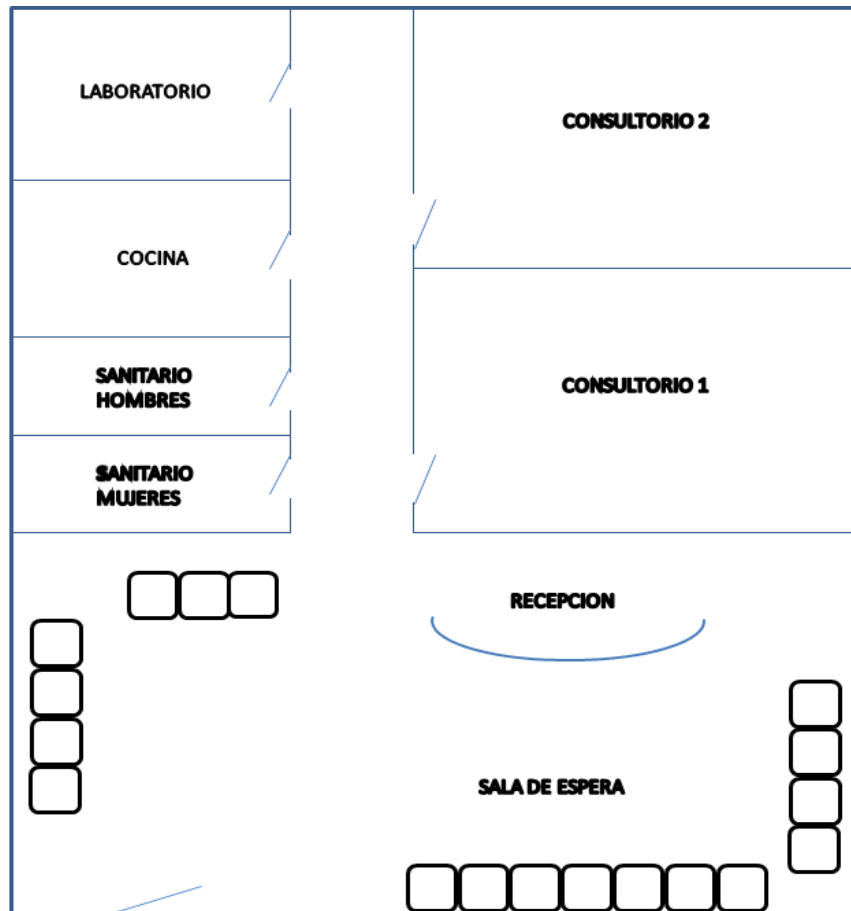 LABORATORIO
CONSULTORIO 2
COCINA
SANITARIO
HOMBRES
CONSULTORIO 1
SANITARIO
MUJERES
RECEPCION
SALA DE ESPERA